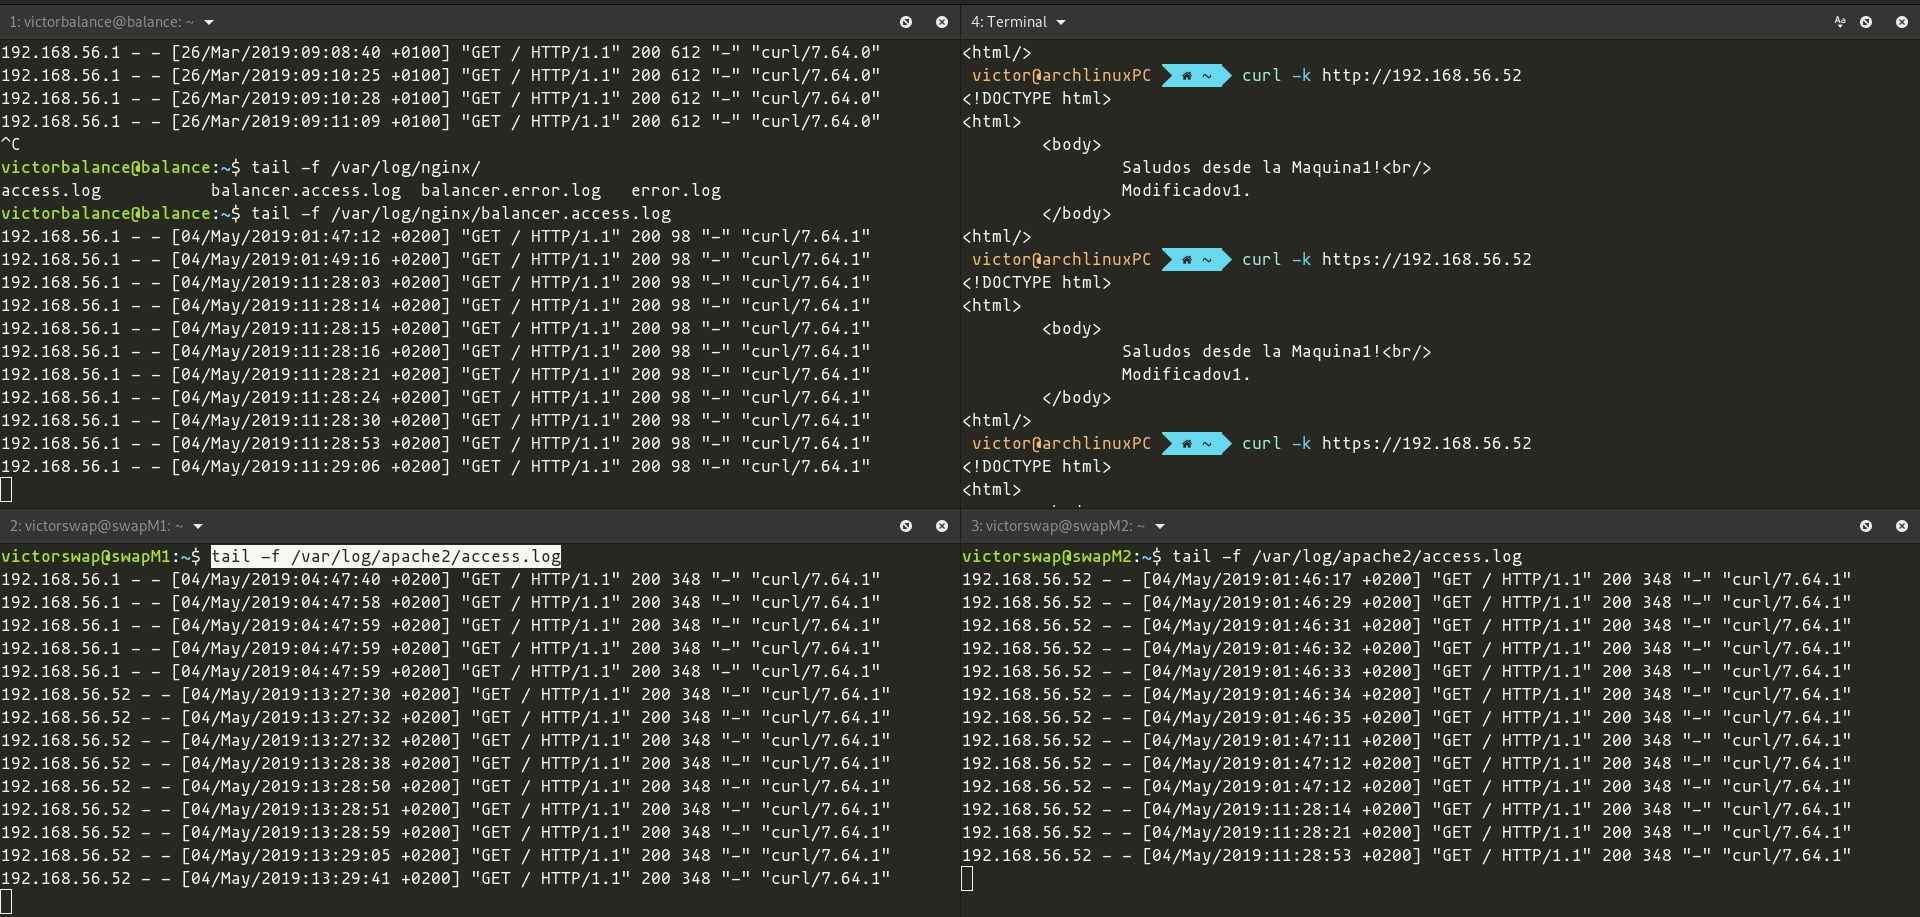 1: victorbalance@balance: ~
192.168.56.1 - - [26/Mar/2019:09:08:40 +0100] "GET / HTTP/1.1" 200 612 "-" "curl/7.64.0"
192.168.56.1 - - [26/Mar/2019:09:10:25 +0100] "GET / HTTP/1.1" 200 612 "-" "curl/7.64.0"
192.168.56.1 - - [26/Mar/2019:09:10:28 +0100] "GET / HTTP/1.1" 200 612 "-" "curl/7.64.0"
192.168.56.1 - - [26/Mar/2019:09:11:09 +0100] "GET / HTTP/1.1" 200 612 "-" "curl/7.64.0"
^C
victorbalance@balance:~$ tail -f /var/log/nginx/
access.log           balancer.access.log  balancer.error.log   error.log
victorbalance@balance:~$ tail -f /var/log/nginx/balancer.access.log
192.168.56.1 - - [04/May/2019:01:47:12 +0200] "GET / HTTP/1.1" 200 98 "-" "curl/7.64.1"
192.168.56.1 - - [04/May/2019:01:49:16 +0200] "GET / HTTP/1.1" 200 98 "-" "curl/7.64.1"
192.168.56.1 - - [04/May/2019:11:28:03 +0200] "GET / HTTP/1.1" 200 98 "-" "curl/7.64.1"
192.168.56.1 - - [04/May/2019:11:28:14 +0200] "GET / HTTP/1.1" 200 98 "-" "curl/7.64.1"
192.168.56.1 - - [04/May/2019:11:28:15 +0200] "GET / HTTP/1.1" 200 98 "-" "curl/7.64.1"
192.168.56.1 - - [04/May/2019:11:28:16 +0200] "GET / HTTP/1.1" 200 98 "-" "curl/7.64.1"
192.168.56.1 - - [04/May/2019:11:28:21 +0200] "GET / HTTP/1.1" 200 98 "-" "curl/7.64.1"
192.168.56.1 - - [04/May/2019:11:28:24 +0200] "GET / HTTP/1.1" 200 98 "-" "curl/7.64.1"
192.168.56.1 - - [04/May/2019:11:28:30 +0200] "GET / HTTP/1.1" 200 98 "-" "curl/7.64.1"
192.168.56.1 - - [04/May/2019:11:28:53 +0200] "GET / HTTP/1.1" 200 98 "-" "curl/7.64.1"
192.168.56.1 - - [04/May/2019:11:29:06 +0200] "GET / HTTP/1.1" 200 98 "-" "curl/7.64.1"
4: Terminal
<html/>
victor@archlinuxPC ~ curl -k http://192.168.56.52
<!DOCTYPE html>
<html>
        <body>
                Saludos desde la Maquina1!<br/>
                Modificadov1.
        </body>
<html/>
victor@archlinuxPC ~ curl -k https://192.168.56.52
<!DOCTYPE html>
<html>
        <body>
                Saludos desde la Maquina1!<br/>
                Modificadov1.
        </body>
<html/>
victor@archlinuxPC ~ curl -k https://192.168.56.52
<!DOCTYPE html>
<html>
2: victorswap@swapM1: ~
victorswap@swapM1:~$ tail -f /var/log/apache2/access.log
192.168.56.1 - - [04/May/2019:04:47:40 +0200] "GET / HTTP/1.1" 200 348 "-" "curl/7.64.1"
192.168.56.1 - - [04/May/2019:04:47:58 +0200] "GET / HTTP/1.1" 200 348 "-" "curl/7.64.1"
192.168.56.1 - - [04/May/2019:04:47:59 +0200] "GET / HTTP/1.1" 200 348 "-" "curl/7.64.1"
192.168.56.1 - - [04/May/2019:04:47:59 +0200] "GET / HTTP/1.1" 200 348 "-" "curl/7.64.1"
192.168.56.1 - - [04/May/2019:04:47:59 +0200] "GET / HTTP/1.1" 200 348 "-" "curl/7.64.1"
192.168.56.52 - - [04/May/2019:13:27:30 +0200] "GET / HTTP/1.1" 200 348 "-" "curl/7.64.1"
192.168.56.52 - - [04/May/2019:13:27:32 +0200] "GET / HTTP/1.1" 200 348 "-" "curl/7.64.1"
192.168.56.52 - - [04/May/2019:13:27:32 +0200] "GET / HTTP/1.1" 200 348 "-" "curl/7.64.1"
192.168.56.52 - - [04/May/2019:13:28:38 +0200] "GET / HTTP/1.1" 200 348 "-" "curl/7.64.1"
192.168.56.52 - - [04/May/2019:13:28:50 +0200] "GET / HTTP/1.1" 200 348 "-" "curl/7.64.1"
192.168.56.52 - - [04/May/2019:13:28:51 +0200] "GET / HTTP/1.1" 200 348 "-" "curl/7.64.1"
192.168.56.52 - - [04/May/2019:13:28:59 +0200] "GET / HTTP/1.1" 200 348 "-" "curl/7.64.1"
192.168.56.52 - - [04/May/2019:13:29:05 +0200] "GET / HTTP/1.1" 200 348 "-" "curl/7.64.1"
192.168.56.52 - - [04/May/2019:13:29:41 +0200] "GET / HTTP/1.1" 200 348 "-" "curl/7.64.1"
3: victorswap@swapM2: ~
victorswap@swapM2:~$ tail -f /var/log/apache2/access.log
192.168.56.52 - - [04/May/2019:01:46:17 +0200] "GET / HTTP/1.1" 200 348 "-" "curl/7.64.1"
192.168.56.52 - - [04/May/2019:01:46:29 +0200] "GET / HTTP/1.1" 200 348 "-" "curl/7.64.1"
192.168.56.52 - - [04/May/2019:01:46:31 +0200] "GET / HTTP/1.1" 200 348 "-" "curl/7.64.1"
192.168.56.52 - - [04/May/2019:01:46:32 +0200] "GET / HTTP/1.1" 200 348 "-" "curl/7.64.1"
192.168.56.52 - - [04/May/2019:01:46:33 +0200] "GET / HTTP/1.1" 200 348 "-" "curl/7.64.1"
192.168.56.52 - - [04/May/2019:01:46:34 +0200] "GET / HTTP/1.1" 200 348 "-" "curl/7.64.1"
192.168.56.52 - - [04/May/2019:01:46:35 +0200] "GET / HTTP/1.1" 200 348 "-" "curl/7.64.1"
192.168.56.52 - - [04/May/2019:01:47:11 +0200] "GET / HTTP/1.1" 200 348 "-" "curl/7.64.1"
192.168.56.52 - - [04/May/2019:01:47:12 +0200] "GET / HTTP/1.1" 200 348 "-" "curl/7.64.1"
192.168.56.52 - - [04/May/2019:01:47:12 +0200] "GET / HTTP/1.1" 200 348 "-" "curl/7.64.1"
192.168.56.52 - - [04/May/2019:11:28:14 +0200] "GET / HTTP/1.1" 200 348 "-" "curl/7.64.1"
192.168.56.52 - - [04/May/2019:11:28:21 +0200] "GET / HTTP/1.1" 200 348 "-" "curl/7.64.1"
192.168.56.52 - - [04/May/2019:11:28:53 +0200] "GET / HTTP/1.1" 200 348 "-" "curl/7.64.1"